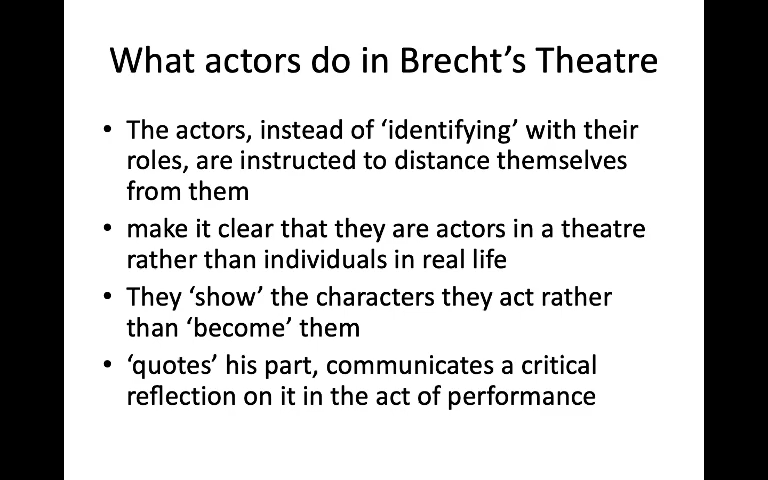 What actors do in Brecht’s Theatre
• The actors, instead of ‘identifying’ with their
roles, are instructed to distance themselves
from them
• make it clear that they are actors in a theatre
rather than individuals in real life
• They ‘show’ the characters they act rather
than ‘become’ them
• ‘quotes’ his part, communicates a critical
reflection on it in the act of performance